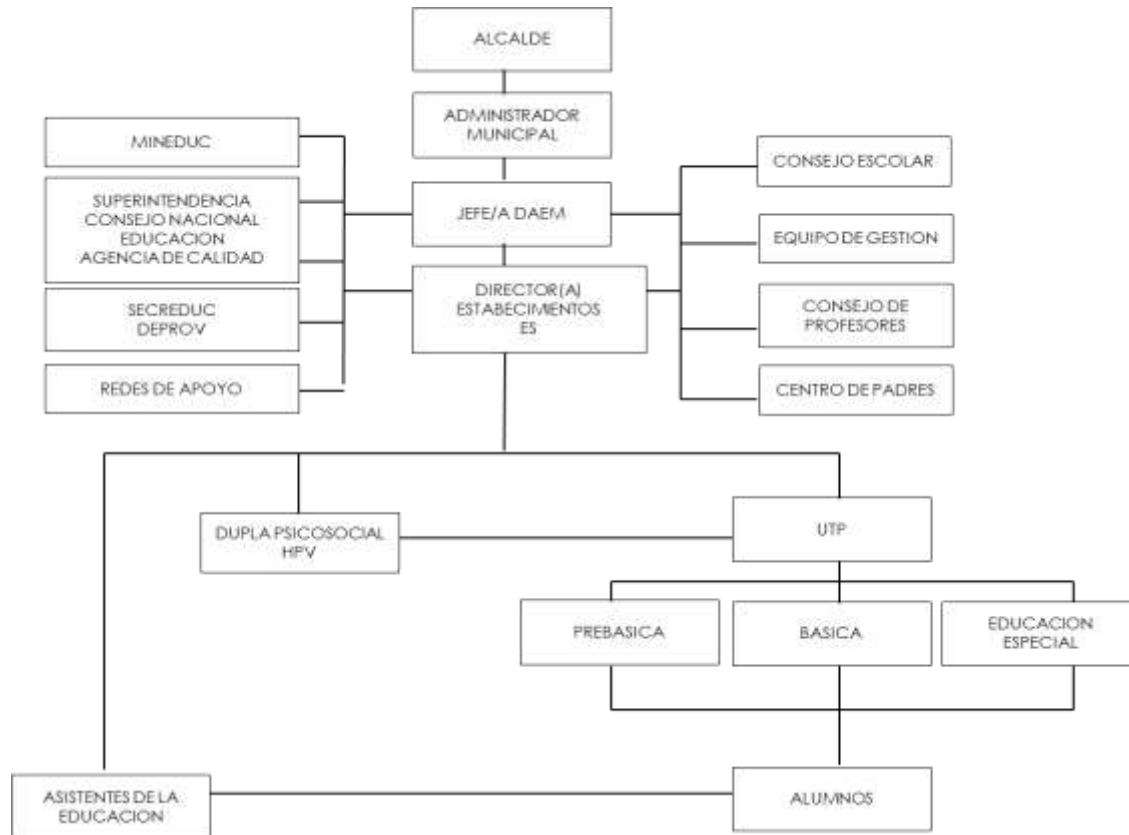 ALCALDE
ADMINISTRADOR
MUNICIPAL
MINEDUC
CONSEJO ESCOLAR
SUPERINTENDENCIA
CONSEJO NACIONAL
EDUCACION
AGENCIA DE CALIDAD
JEFE/A DAEM
EQUIPO DE GESTION
DIRECTOR(A)
ESTABECIMIENTOS
ES
SECREDUC
DEPROV
CONSEJO DE
PROFESORES
REDES DE APOYO
CENTRO DE PADRES
DUPLA PSICOSOCIAL
HPV
UTP
PREBASICA
BASICA
EDUCACION
ESPECIAL
ASISTENTES DE LA
EDUCACION
ALUMNOS